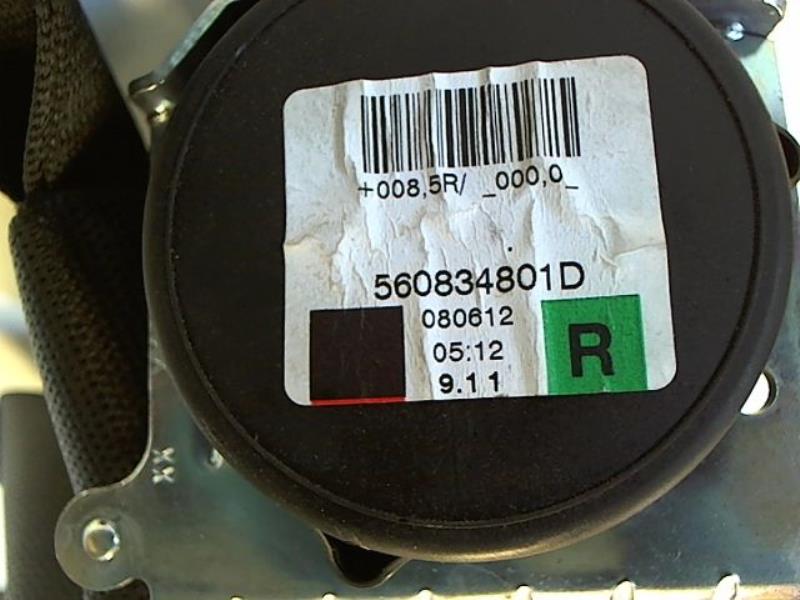 +008,5R/ _000,0_
560834801D
080612
05:12
9.11
R
XX